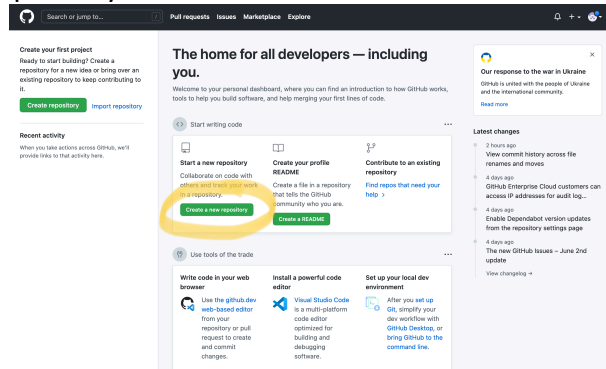 Search or jump to...
/
Pull requests Issues Marketplace Explore
Create your first project
Ready to start building? Create a
repository for a new idea or bring over an
existing repository to keep contributing to
it.
Create repository
Import repository
Recent activity
When you take actions across GitHub, we'll
provide links to that activity here.
The home for all developers — including
you.
Welcome to your personal dashboard, where you can find an introduction to how GitHub works,
tools to help you build software, and help merging your first lines of code.
Start writing code
Start a new repository
Collaborate on code with
others and track your work
in a repository.
Create a new repository
Create your profile
README
Create a file in a repository
that tells the GitHub
community who you are.
Create a README
Contribute to an existing
repository
Find repos that need your
help >
Use tools of the trade
Write code in your web
browser
Use the github.dev
web-based editor
from your
repository or pull
request to create
and commit
changes.
Install a powerful code
editor
Visual Studio Code
is a multi-platform
code editor
optimized for
building and
debugging
software.
Set up your local dev
environment
After you set up
Git, simplify your
dev workflow with
GitHub Desktop, or
bring GitHub to the
command line.
Our response to the war in Ukraine
GitHub is united with the people of Ukraine
and the international community.
Read more
Latest changes
2 hours ago
View commit history across file
renames and moves
4 days ago
GitHub Enterprise Cloud customers can
access IP addresses for audit log...
4 days ago
Enable Dependabot version updates
from the repository settings page
4 days ago
The new GitHub Issues – June 2nd
update
View changelog →